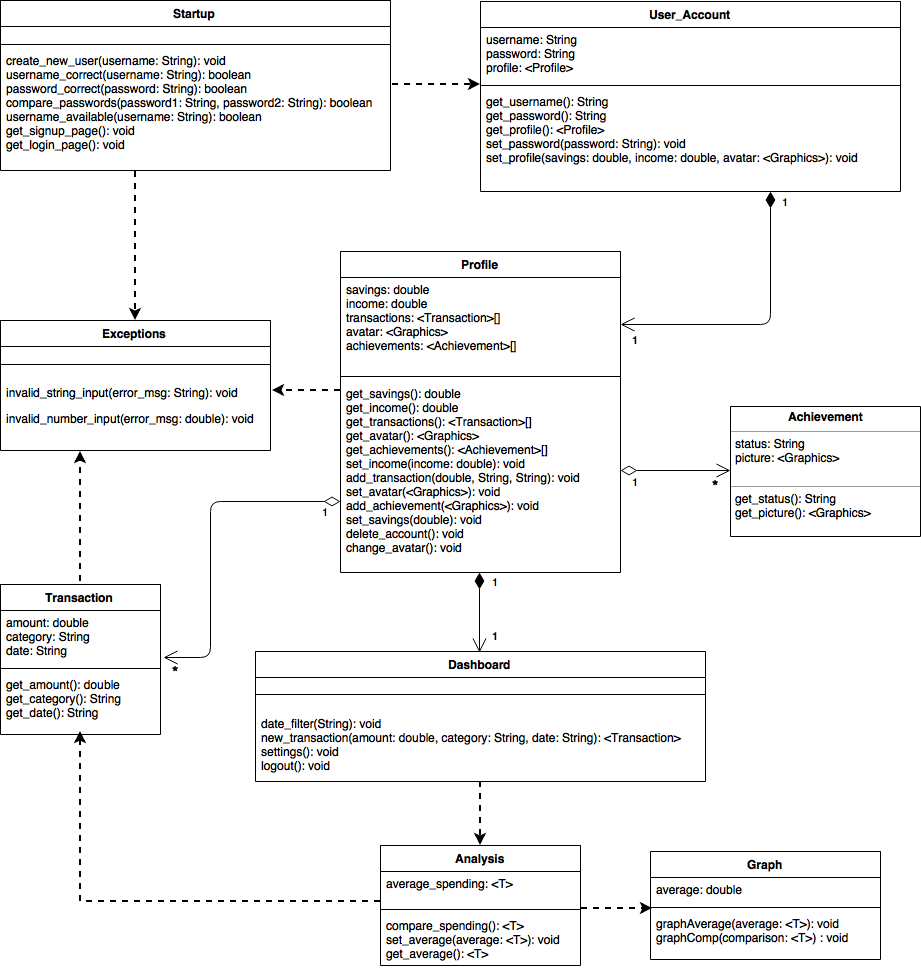 Startup
create_new_user(username: String): void
username_correct(username: String): boolean
password_correct(password: String): boolean
compare_passwords(password1: String, password2: String): boolean
username_available(username: String): boolean
get_signup_page(): void
get_login_page(): void
User_Account
username: String
password: String
profile: <Profile>
get_username(): String
get_password(): String
get_profile(): <Profile>
set_password(password: String): void
set_profile(savings: double, income: double, avatar: <Graphics>): void
1
1
Profile
savings: double
income: double
transactions: <Transaction>[]
avatar: <Graphics>
achievements: <Achievement>[]
get_savings(): double
get_income(): double
get_transactions(): <Transaction>[]
get_avatar(): <Graphics>
get_achievements(): <Achievement>[]
set_income(income: double): void
add_transaction(double, String, String): void
set_avatar(<Graphics>): void
add_achievement(<Graphics>): void
set_savings(double): void
delete_account(): void
change_avatar(): void
Exceptions
invalid_string_input(error_msg: String): void
invalid_number_input(error_msg: double): void
Achievement
status: String
picture: <Graphics>
get_status(): String
get_picture(): <Graphics>
1
*
1
*
1
1
Transaction
amount: double
category: String
date: String
get_amount(): double
get_category(): String
get_date(): String
Dashboard
date_filter(String): void
new_transaction(amount: double, category: String, date: String): <Transaction>
settings(): void
logout(): void
Analysis
average_spending: <T>
compare_spending(): <T>
set_average(average: <T>): void
get_average(): <T>
Graph
average: double
graphAverage(average: <T>): void
graphComp(comparison: <T>) : void